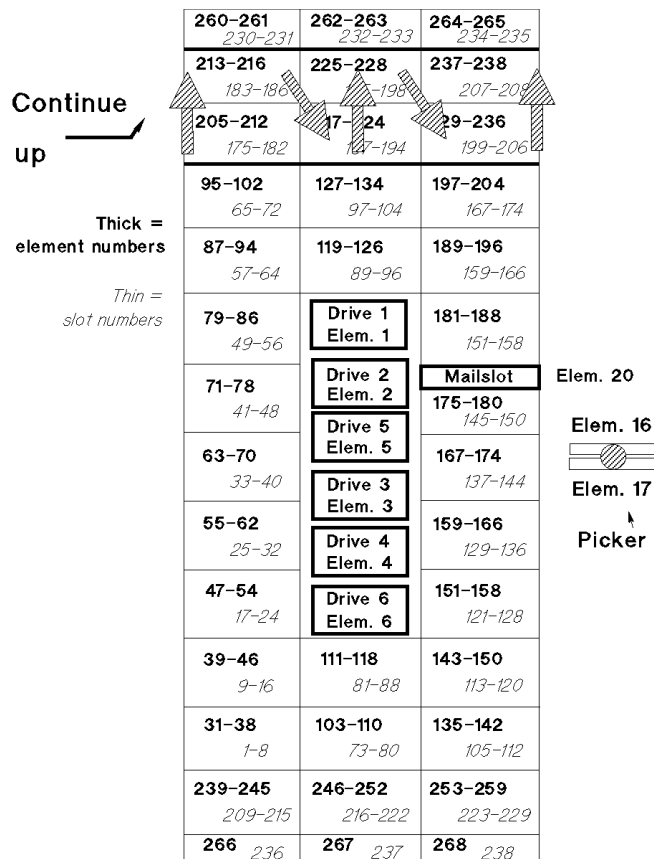 260–261 262–263 264–265
230–231 232–233 234–235
213–216 225–228 237–238
183–186 207–208
205–212
175–182 199–206
Continue
up
95–102 127–134 197–204
65–72 97–104 167–174
Thick =
element numbers
87–94 119–126 189–196
57–64 89–96 159–166
Thin =
slot numbers
79–86 Drive 1 181–188
49–56 Elem. 1 151–158
71–78 Drive 2 Mailslot Elem. 20
41–48 Elem. 2 175–180
145–150
Drive 5 Elem. 16
63–70 Elem. 5 167–174
33–40 Drive 3 137–144 Elem. 17
55–62 Elem. 3 159–166
25–32 Drive 4 129–136 Picker
Elem. 4
47–54 Drive 6 151–158
17–24 Elem. 6 121–128
39–46 111–118 143–150
9–16 81–88 113–120
31–38 103–110 135–142
1–8 73–80 105–112
239–245 246–252 253–259
209–215 216–222 223–229
266 236 267 237 268 238